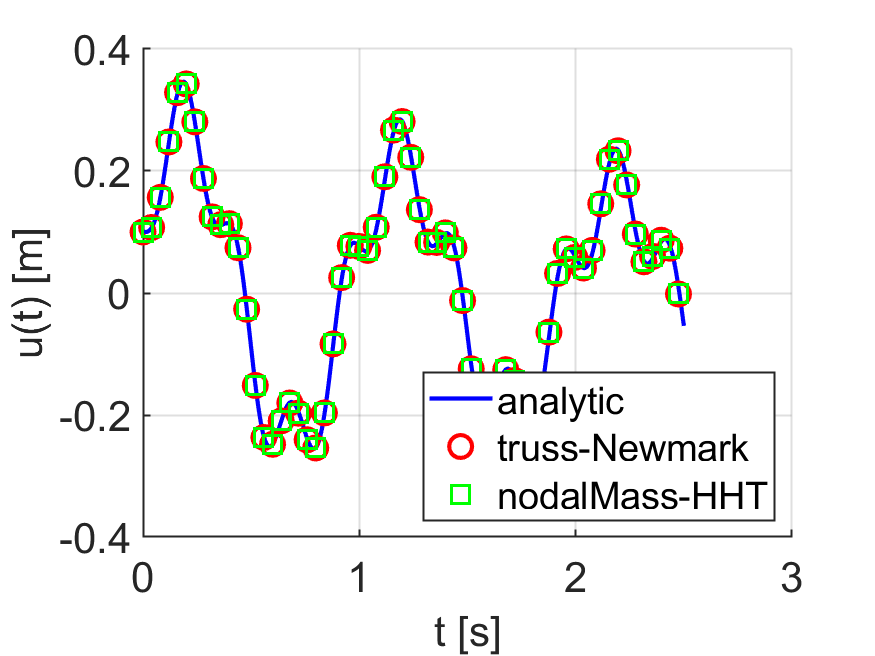 0.4
0.2
0
-0.2
-0.4
u(t) [m]
analytic
truss-Newmark
nodalMass-HHT
0 1 2 3
t [s]